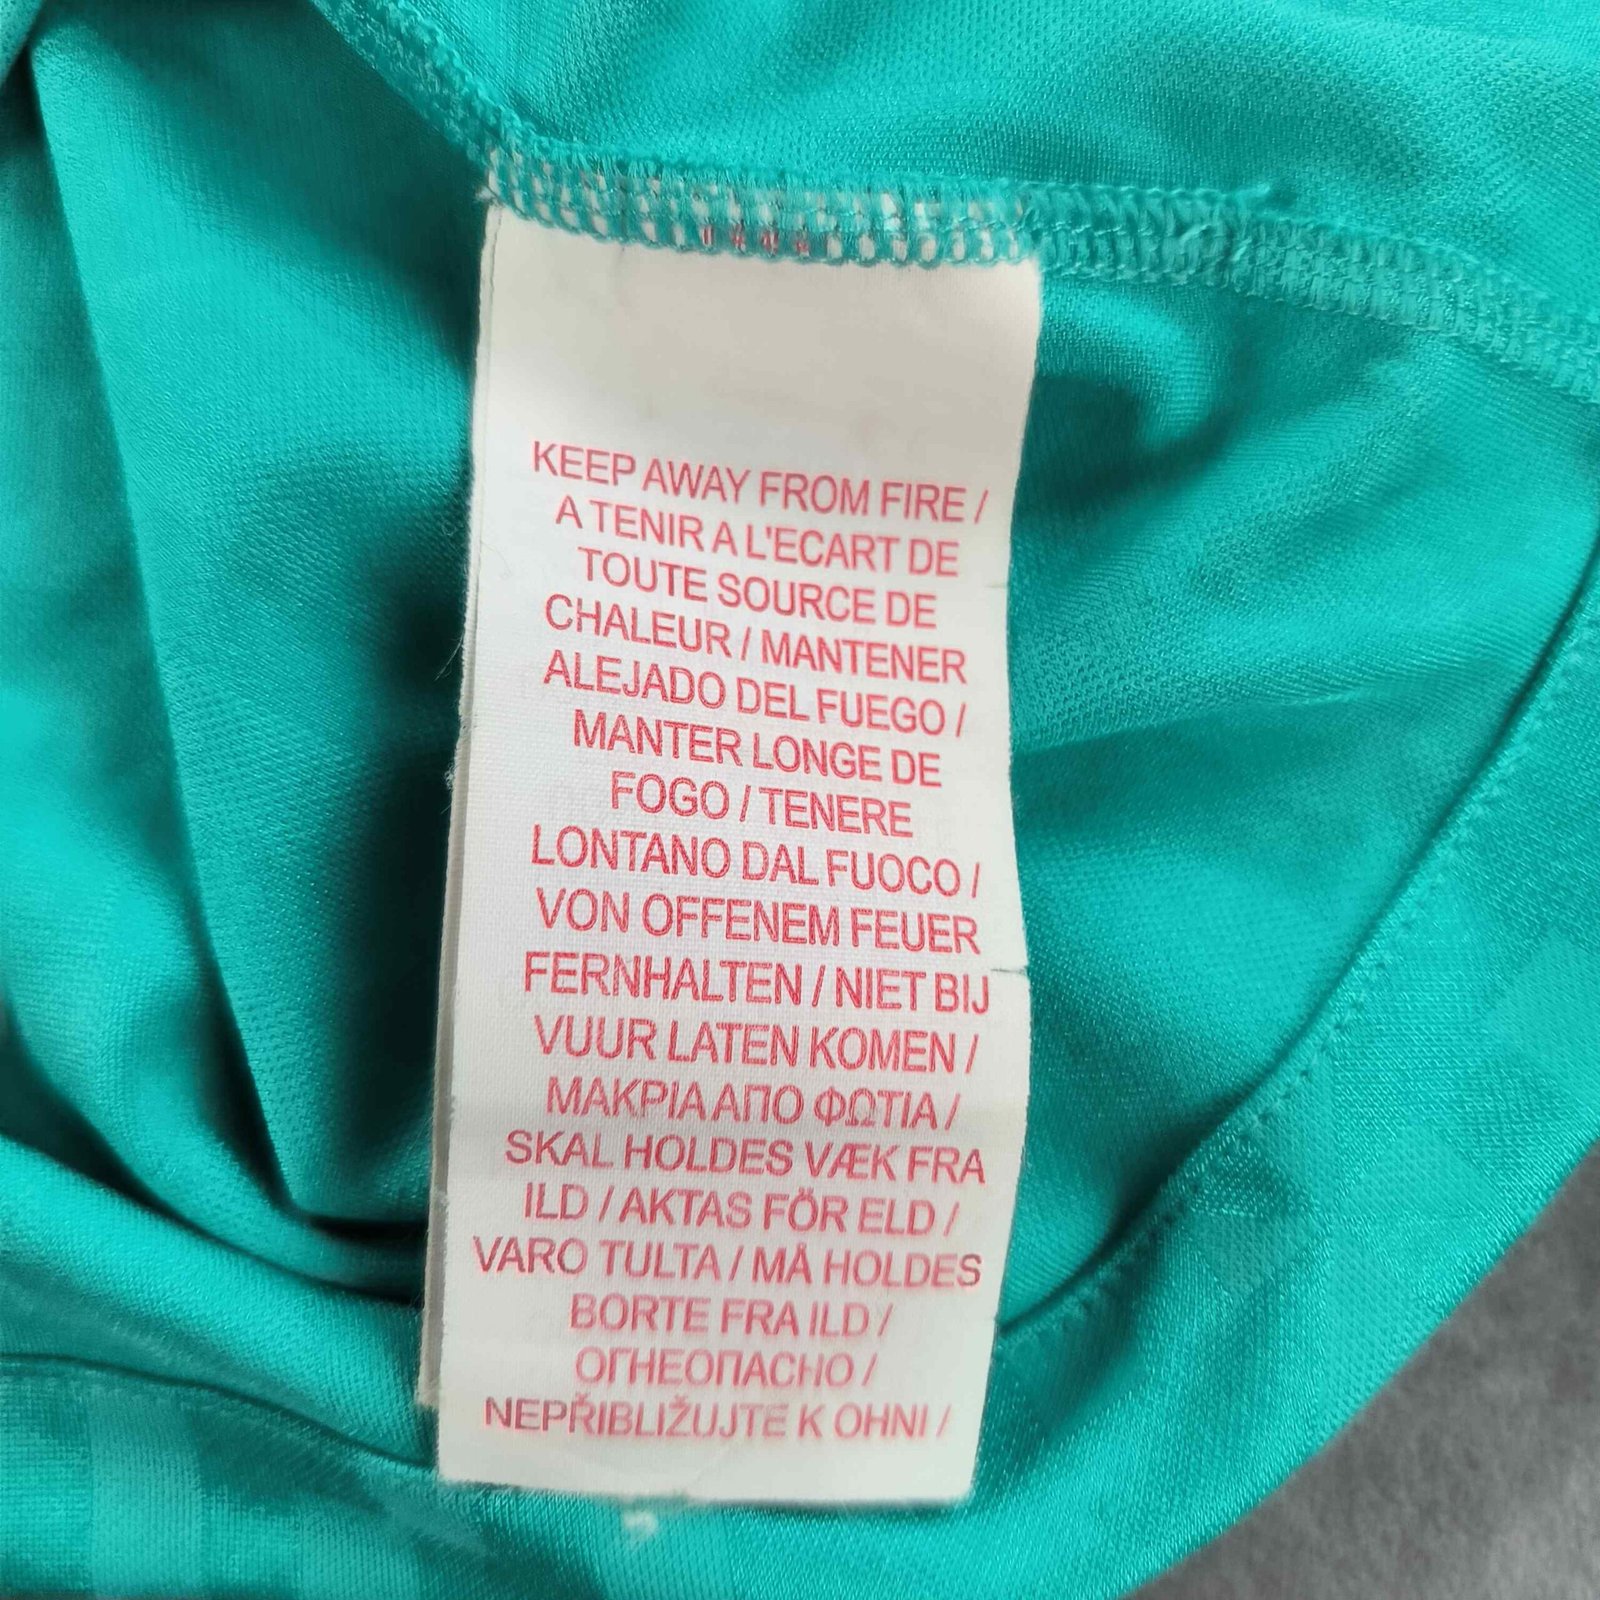 KEEP AWAY FROM FIRE /
A TENIR A L'ECART DE
TOUTE SOURCE DE
CHALEUR / MANTENER
ALEJADO DEL FUEGO /
MANTER LONGE DE
FOGO / TENERE
LONTANO DAL FUOCO /
VON OFFENEM FEUER
FERNHALTEN / NIET BIJ
VUUR LATEN KOMEN /
ΜΑΚΡΙΑ ΑΠΟ ΦΩΤΙΑ /
SKAL HOLDES VÆK FRA
ILD / AKTAS FÖR ELD /
VARO TULTA / MÅ HOLDES
BORTE FRA ILD /
ОГНЕОПАСНО /
NEPŘIBLIŽUJTE K OHNI /